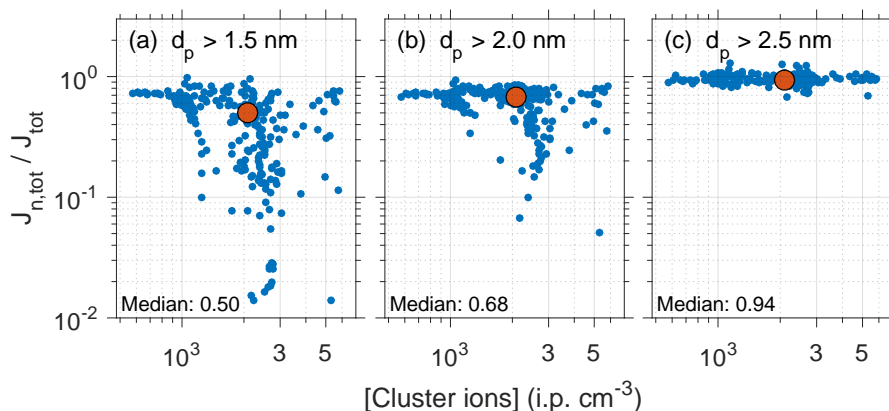 (a) d_p > 1.5 nm
(b) d_p > 2.0 nm
(c) d_p > 2.5 nm
J_n,tot / J_tot
10^0
10^-1
10^-2
Median: 0.50
Median: 0.68
Median: 0.94
10^3 3 5
10^3 3 5
10^3 3 5
[Cluster ions] (i.p. cm^-3)